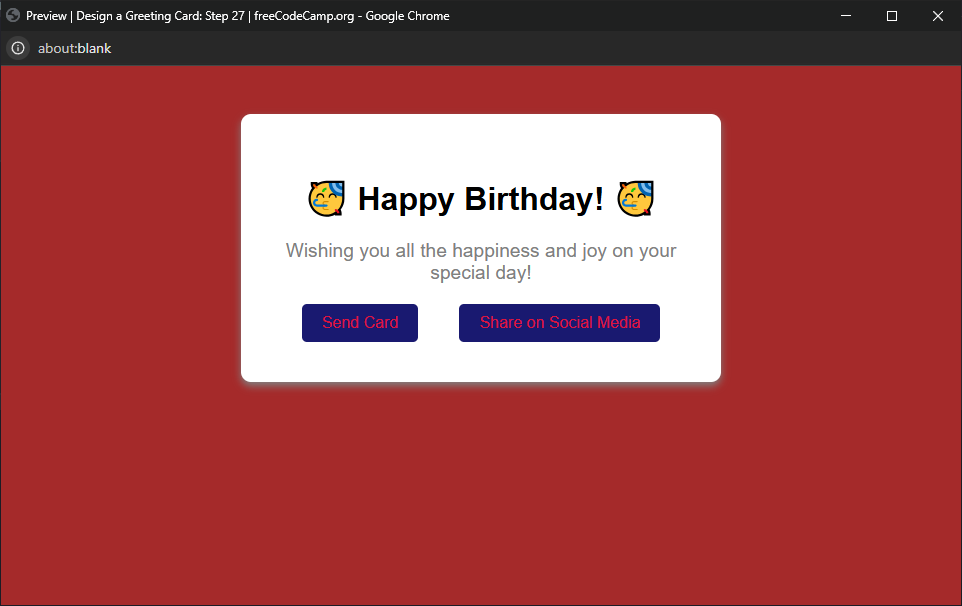 Preview | Design a Greeting Card: Step 27 | freeCodeCamp.org - Google Chrome
about:blank
🥳 Happy Birthday! 🥳
Wishing you all the happiness and joy on your
special day!
Send Card
Share on Social Media